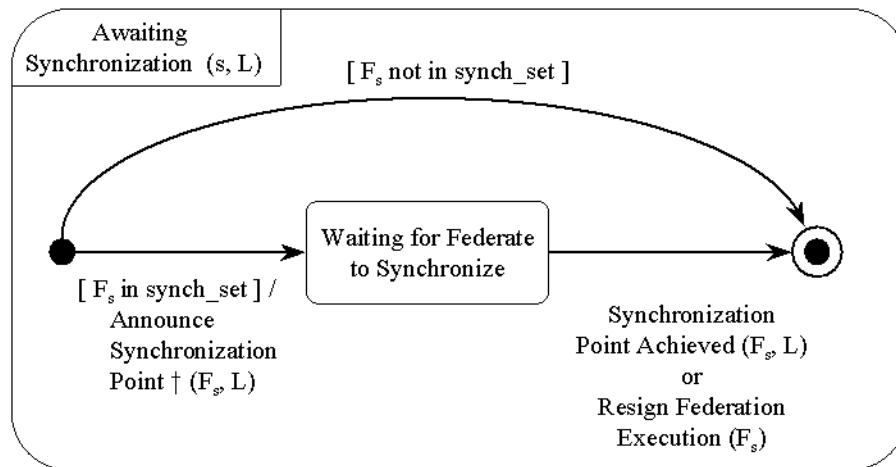 Awaiting
Synchronization (s, L)
[ Fₛ not in synch_set ]
Waiting for Federate
to Synchronize
[ Fₛ in synch_set ] /
Announce
Synchronization
Point † (Fₛ, L)
Synchronization
Point Achieved (Fₛ, L)
or
Resign Federation
Execution (Fₛ)